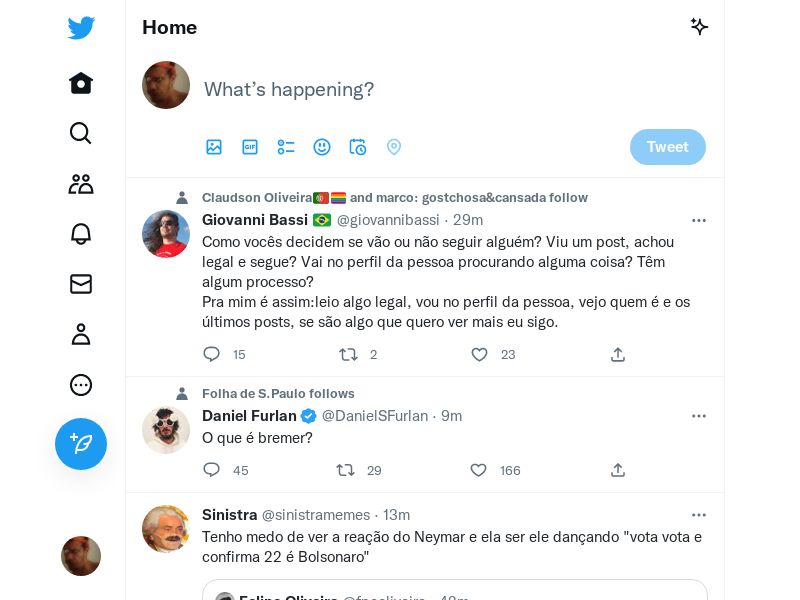 Home
What's happening?
GIF
Tweet
Claudson Oliveira🇵🇹🏳️‍🌈 and marco: gostchosa&cansada follow
Giovanni Bassi 🇧🇷 @giovannibassi · 29m
Como vocês decidem se vão ou não seguir alguém? Viu um post, achou
legal e segue? Vai no perfil da pessoa procurando alguma coisa? Têm
algum processo?
Pra mim é assim:leio algo legal, vou no perfil da pessoa, vejo quem é e os
últimos posts, se são algo que quero ver mais eu sigo.
15 2 23
Folha de S.Paulo follows
Daniel Furlan @DanielSFurlan · 9m
O que é bremer?
45 29 166
Sinistra @sinistramemes · 13m
Tenho medo de ver a reação do Neymar e ela ser ele dançando "vota vota e
confirma 22 é Bolsonaro"